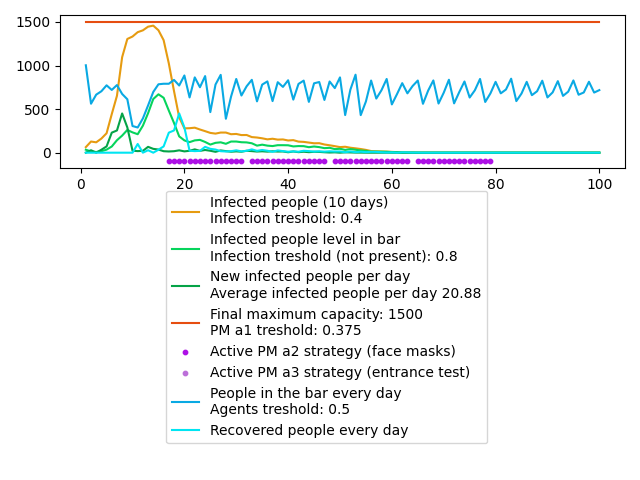 1500
1000
500
0
0 20 40 60 80 100
Infected people (10 days)
Infection treshold: 0.4
Infected people level in bar
Infection treshold (not present): 0.8
New infected people per day
Average infected people per day 20.88
Final maximum capacity: 1500
PM a1 treshold: 0.375
Active PM a2 strategy (face masks)
Active PM a3 strategy (entrance test)
People in the bar every day
Agents treshold: 0.5
Recovered people every day